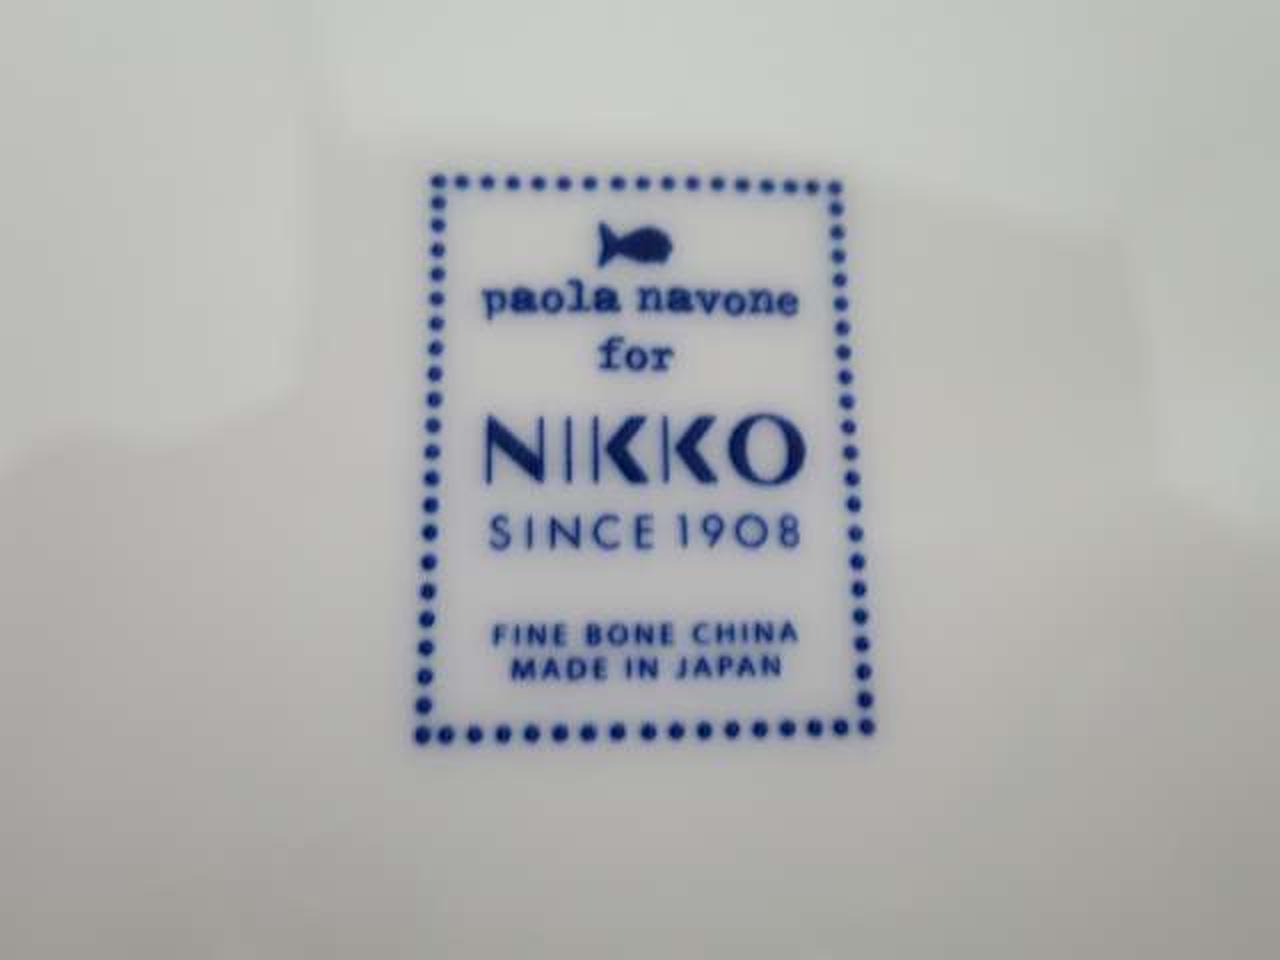 paola navone
for
NIKKO
SINCE 1908
FINE BONE CHINA
MADE IN JAPAN